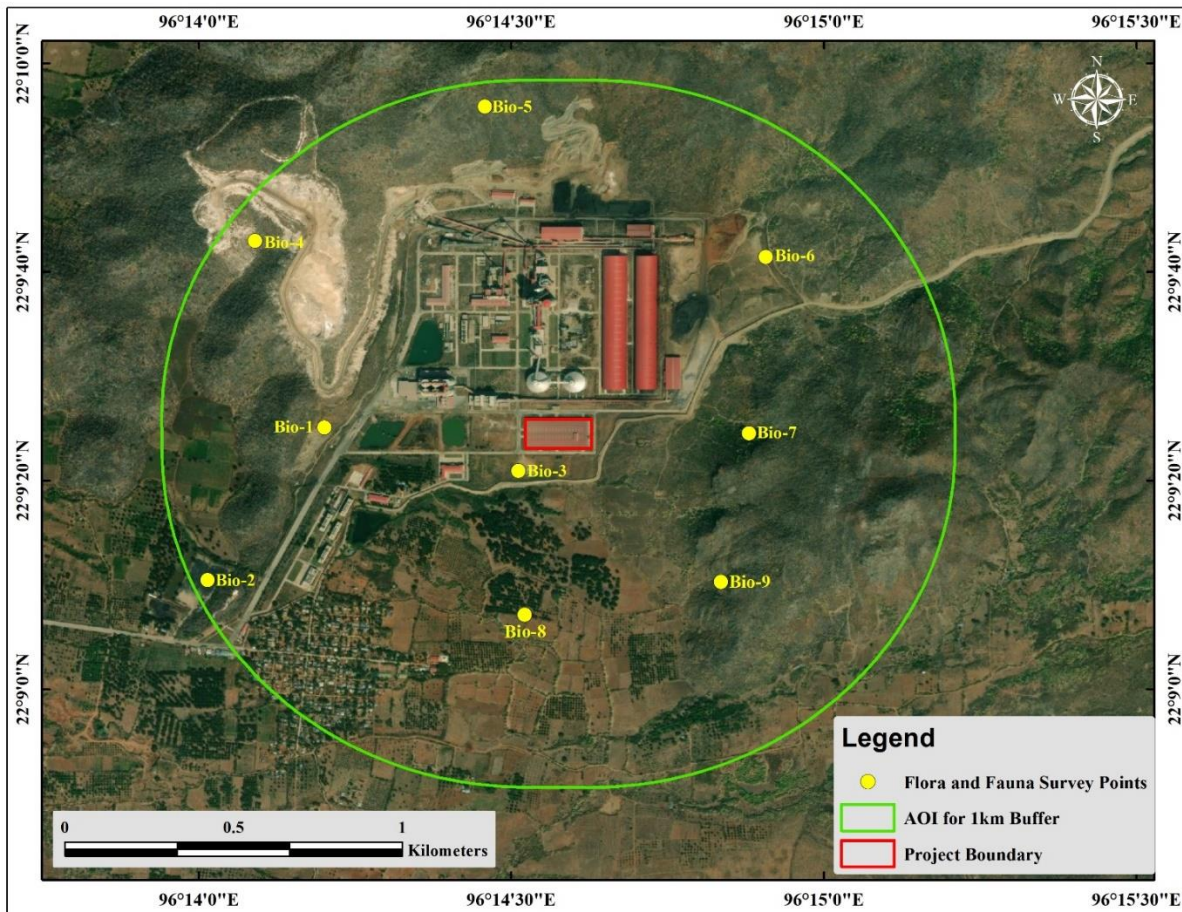 96°14'0"E 96°14'30"E 96°15'0"E 96°15'30"E
22°10'0"N 22°10'0"N
N
W E
S
Bio-5
Bio-4
Bio-6
22°9'40"N 22°9'40"N
Bio-1
Bio-7
Bio-3
22°9'20"N 22°9'20"N
Bio-2
Bio-9
Bio-8
22°9'0"N 22°9'0"N
Legend
Flora and Fauna Survey Points
AOI for 1km Buffer
Project Boundary
0 0.5 1
Kilometers
96°14'0"E 96°14'30"E 96°15'0"E 96°15'30"E